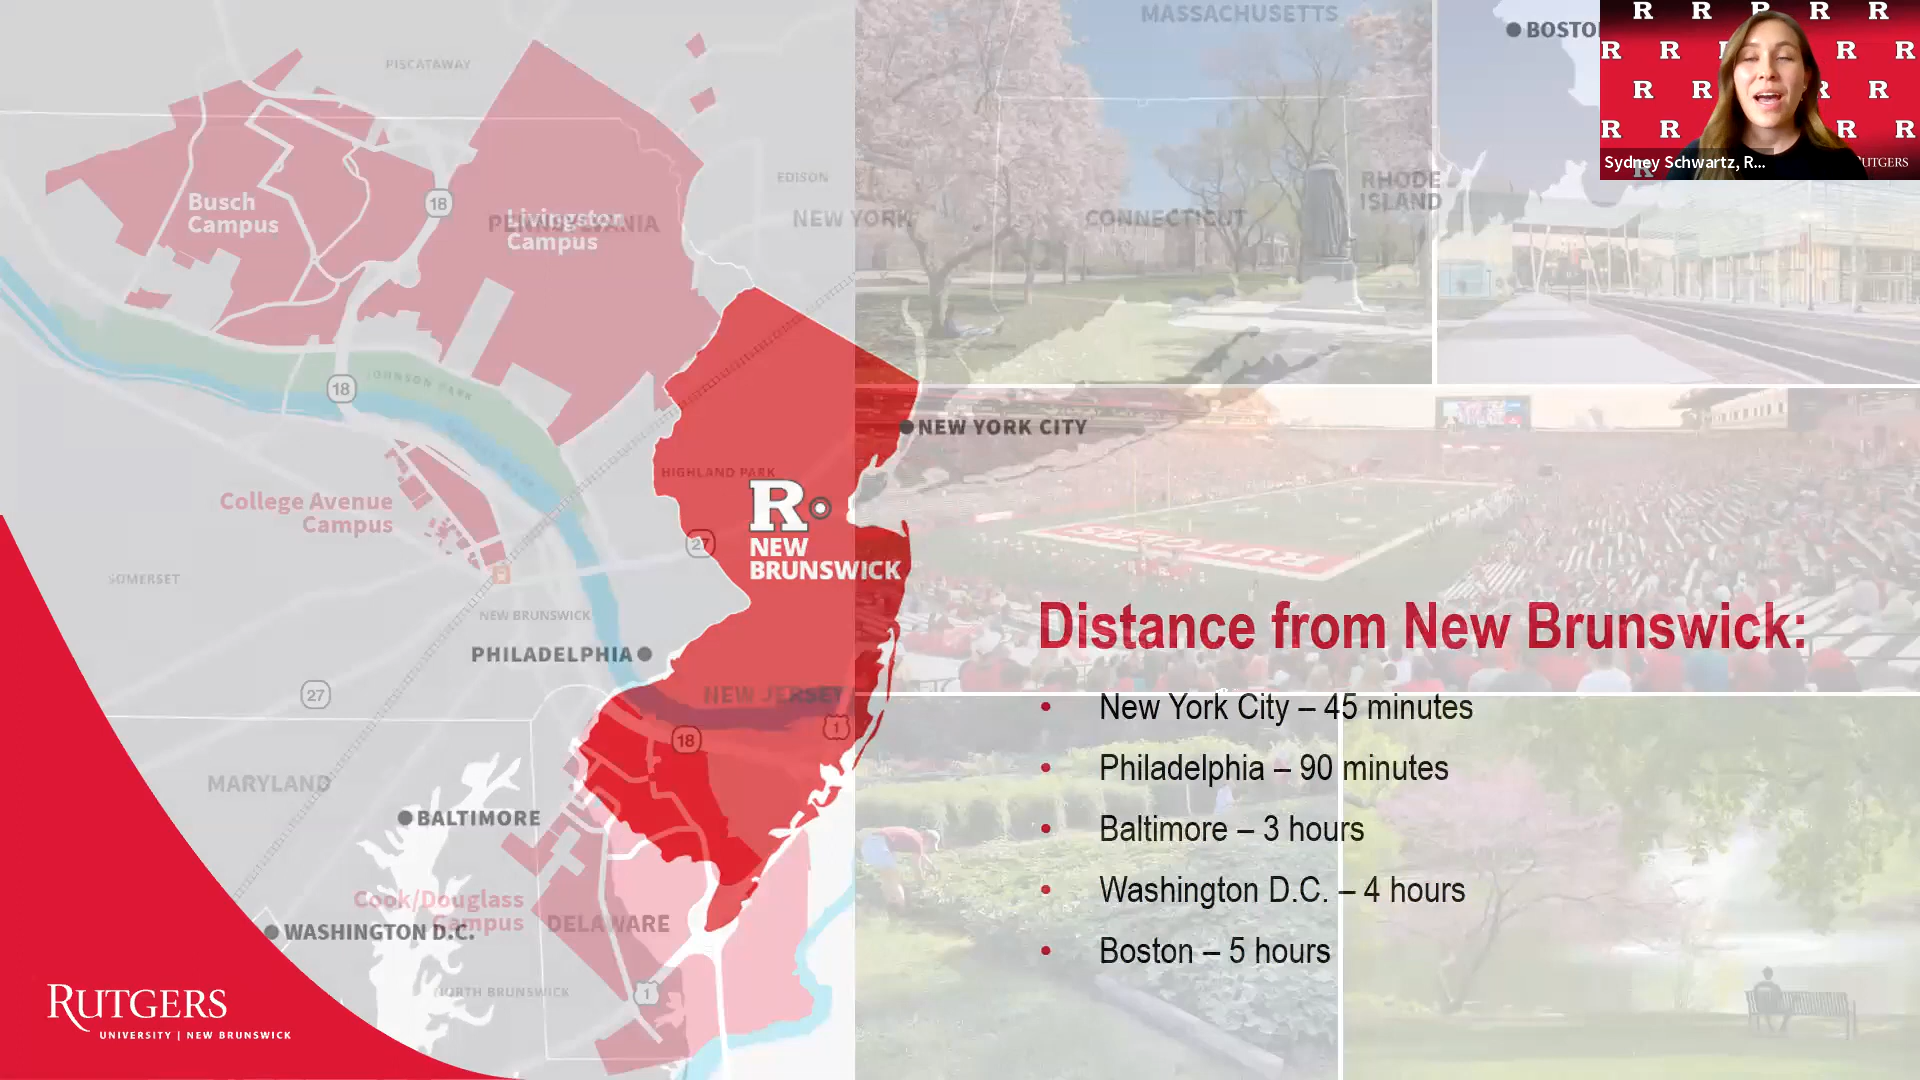 MASSACHUSETTS
BOSTO
PISCATAWAY
R R R R R
R R R R R
R R R R
R R R R
Sydney Schwartz, R...
UTGERS
EDISON
RHODE
ISLAND
Busch
Campus
18
Livingston
Campus
PENNSYLVANIA
NEW YORK
CONNECTICUT
18
JOHNSON PARK
NEW YORK CITY
HIGHLAND PARK
College Avenue
Campus
R
NEW
BRUNSWICK
27
RUTGERS
RUTGERS
SOMERSET
NEW BRUNSWICK
PHILADELPHIA
Distance from New Brunswick:
27
NEW JERSEY
18
1
• New York City – 45 minutes
• Philadelphia – 90 minutes
• Baltimore – 3 hours
• Washington D.C. – 4 hours
• Boston – 5 hours
MARYLAND
BALTIMORE
Cook/Douglass
Campus
WASHINGTON D.C.
DELAWARE
NORTH BRUNSWICK
1
RUTGERS
UNIVERSITY | NEW BRUNSWICK